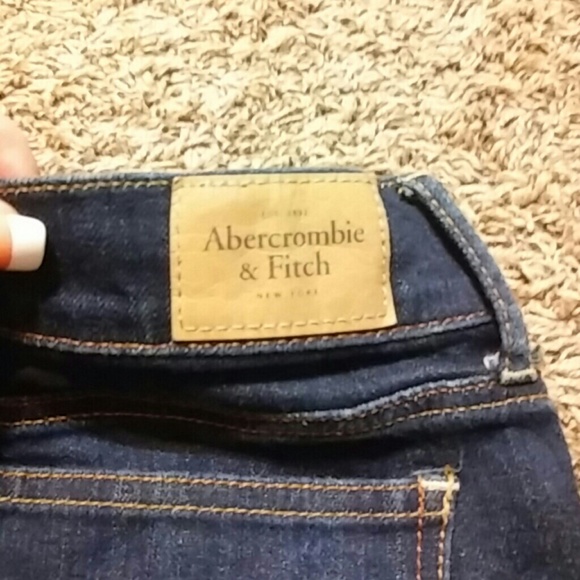 Abercrombie
& Fitch
NEW YORK